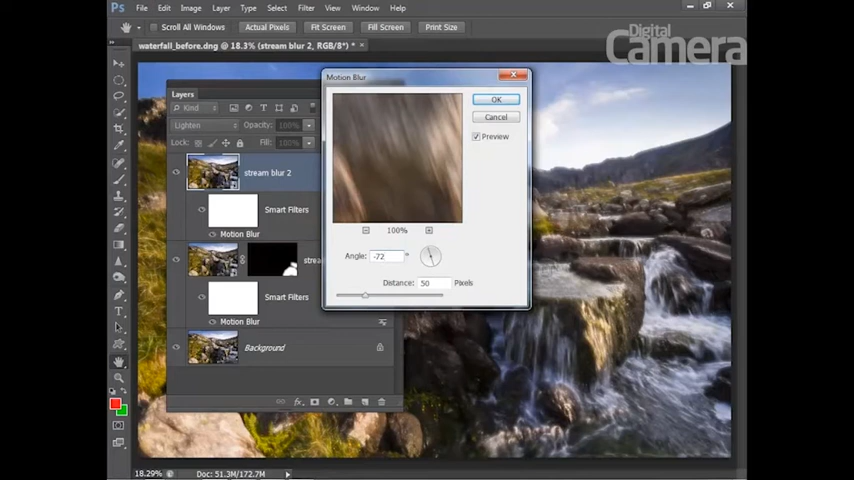 Ps File Edit Image Layer Type Select Filter View Window Help
Scroll All Windows Actual Pixels Fit Screen Fill Screen Print Size
Digital
Camera
waterfall_before.dng @ 18.3% (stream blur 2, RGB/8*) * ×
Motion Blur
Layers
Kind
OK
Lighten Opacity: 100%
Cancel
Lock: Fill: 100%
Preview
stream blur 2
Smart Filters
100%
Motion Blur
Angle: -72 °
Distance: 50 Pixels
Smart Filters
Motion Blur
Background
T
18.29% Doc: 51.3M/172.7M